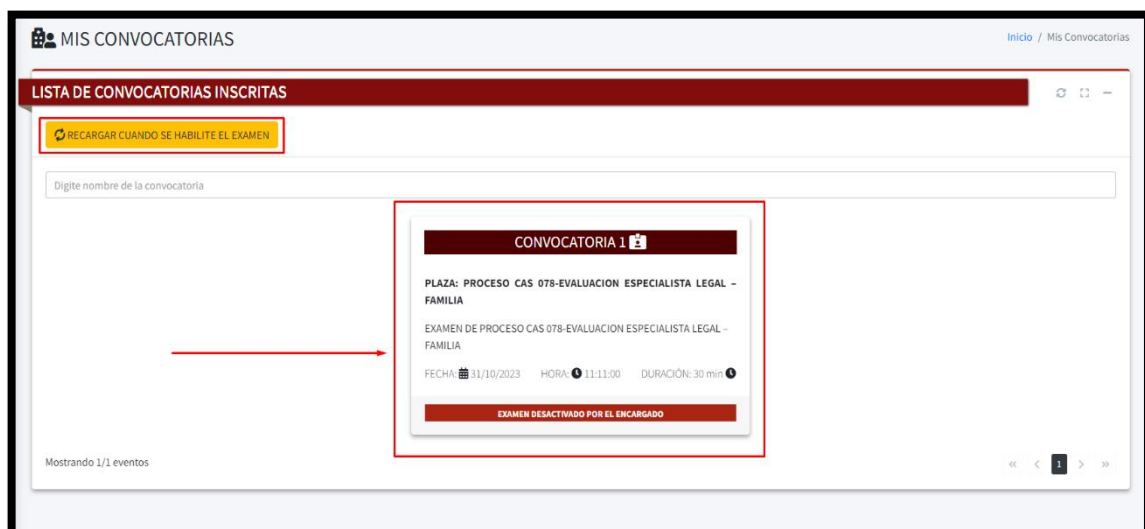 MIS CONVOCATORIAS
Inicio / Mis Convocatorias
LISTA DE CONVOCATORIAS INSCRITAS
RECARGAR CUANDO SE HABILITE EL EXAMEN
Digite nombre de la convocatoria
CONVOCATORIA 1
PLAZA: PROCESO CAS 078-EVALUACION ESPECIALISTA LEGAL –
FAMILIA
EXAMEN DE PROCESO CAS 078-EVALUACION ESPECIALISTA LEGAL –
FAMILIA
FECHA: 31/10/2023 HORA: 11:11:00 DURACIÓN: 30 min
EXAMEN DESACTIVADO POR EL ENCARGADO
Mostrando 1/1 eventos
« < 1 > »